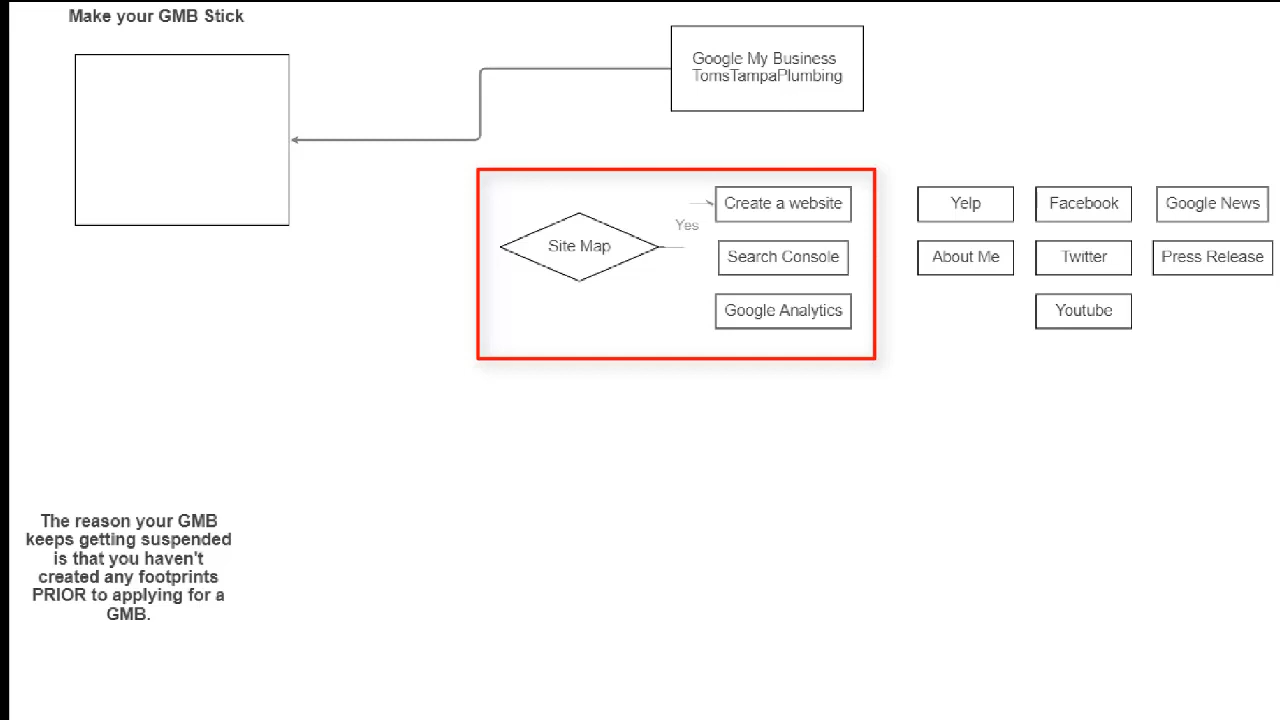 Make your GMB Stick
Google My Business
TomsTampaPlumbing
Create a website
Yes
Site Map
Search Console
Google Analytics
Yelp
Facebook
Google News
About Me
Twitter
Press Release
Youtube
The reason your GMB
keeps getting suspended
is that you haven't
created any footprints
PRIOR to applying for a
GMB.